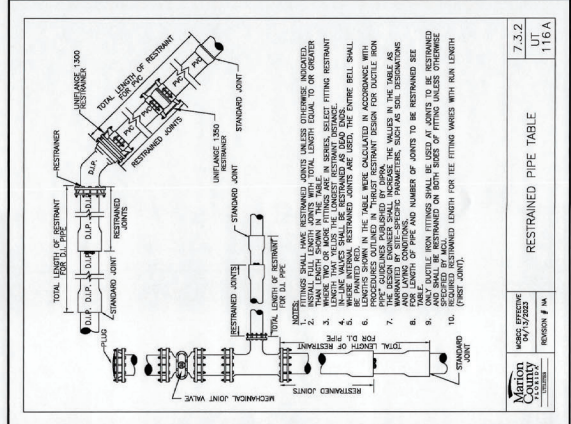 TOTAL LENGTH OF RESTRAINT
FOR D.I. PIPE
RESTRAINER
UNIFLANGE 1300
RESTRAINER
TOTAL LENGTH OF RESTRAINT
FOR PVC
PLUG
D.I.P.
D.I.P.
D.I.P.
D.I.P.
D.I.P.
PVC
PVC
PVC
PVC
STANDARD JOINT
RESTRAINED
JOINTS
RESTRAINED JOINTS
STANDARD JOINT
UNIFLANGE 1350
RESTRAINER
MECHANICAL JOINT VALVE
RESTRAINED JOINTS
STANDARD JOINT
TOTAL LENGTH OF RESTRAINT
FOR D.I. PIPE
RESTRAINED JOINTS
TOTAL LENGTH OF RESTRAINT
FOR D.I. PIPE
STANDARD
JOINT
NOTES:
1. FITTINGS SHALL HAVE RESTRAINED JOINTS UNLESS OTHERWISE INDICATED.
2. INSTALL FULL LENGTH JOINTS WITH TOTAL LENGTH EQUAL TO OR GREATER
THAN LENGTH SHOWN IN THE TABLE.
3. WHERE TWO OR MORE FITTINGS ARE IN SERIES, SELECT FITTING RESTRAINT
LENGTH THAT YIELDS THE LONGEST RESTRAINT DISTANCE.
4. IN-LINE VALVES SHALL BE RESTRAINED AS DEAD ENDS.
5. WHERE INTERNAL RESTRAINED JOINTS ARE USED, THE ENTIRE BELL SHALL
BE PAINTED RED.
6. LENGTHS SHOWN IN THE TABLE WERE CALCULATED IN ACCORDANCE WITH
PROCEDURES OUTLINED IN THRUST RESTRAINT DESIGN FOR DUCTILE IRON
PIPE GUIDELINES PUBLISHED BY DIPRA.
7. THE DESIGN ENGINEER SHALL INCREASE THE VALUES IN THE TABLE AS
WARRANTED BY SITE-SPECIFIC PARAMETERS, SUCH AS SOIL DESIGNATIONS
AND LAYING CONDITIONS.
8. FOR LENGTH OF PIPE AND NUMBER OF JOINTS TO BE RESTRAINED SEE
TABLE.
9. ONLY DUCTILE IRON FITTINGS SHALL BE USED AT JOINTS TO BE RESTRAINED
AND SHALL BE RESTRAINED ON BOTH SIDES OF FITTING UNLESS OTHERWISE
SPECIFIED BY MCU.
10. REQUIRED RESTRAINED LENGTH FOR TEE FITTING VARIES WITH RUN LENGTH
(FIRST JOINT).
Marion
County
FLORIDA
MCBCC EFFECTIVE
04/13/2023
REVISION # NA
RESTRAINED PIPE TABLE
7.3.2
UT
116A